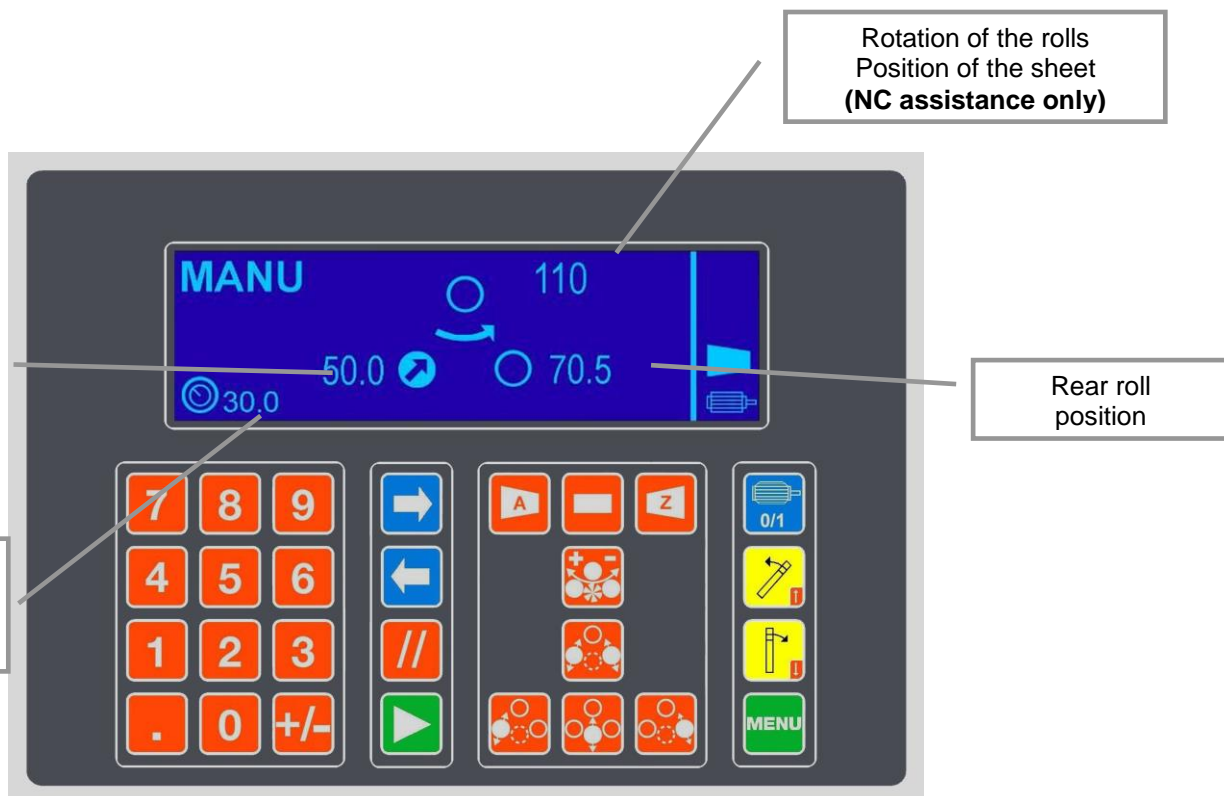 Rotation of the rolls
Position of the sheet
(NC assistance only)
MANU
110
50.0
70.5
30.0
Rear roll
position
7 8 9
A Z
0/1
4 5 6
+ -
1 2 3
//
. 0 +/-
MENU